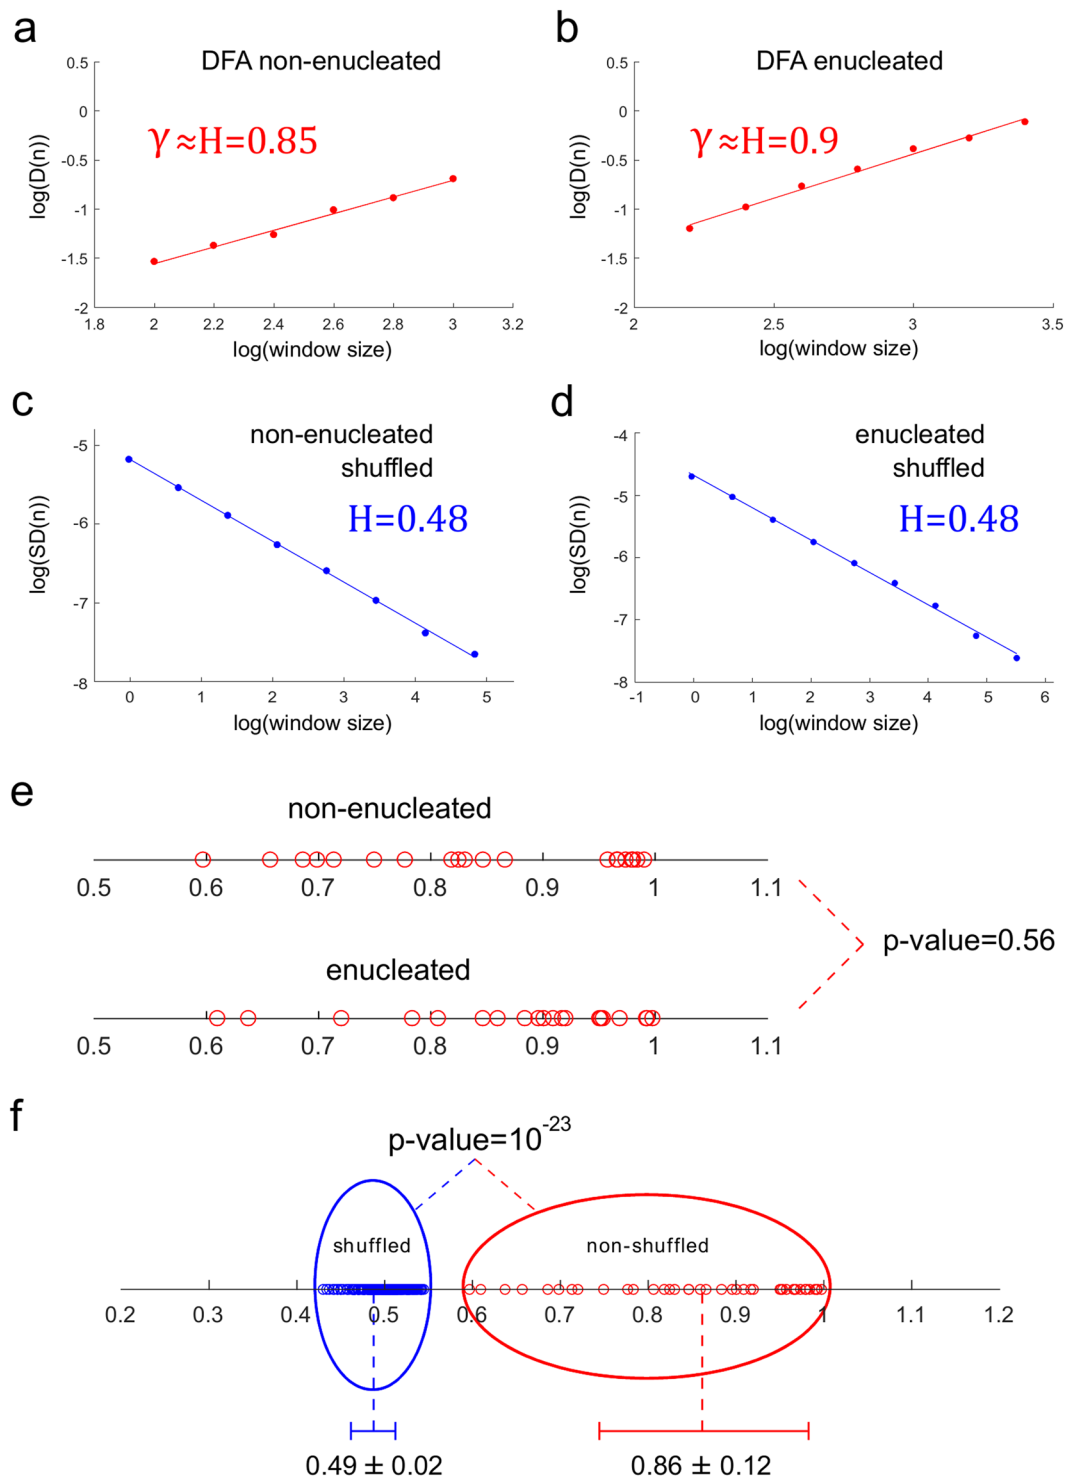 a
DFA non-enucleated
γ≈H=0.85
0.5
0
-0.5
-1
-1.5
-2
log(D(n))
1.8 2 2.2 2.4 2.6 2.8 3 3.2
log(window size)
b
DFA enucleated
γ≈H=0.9
0.5
0
-0.5
-1
-1.5
-2
log(D(n))
2 2.5 3 3.5
log(window size)
c
non-enucleated
shuffled
H=0.48
-5
-6
-7
-8
log(SD(n))
0 1 2 3 4 5
log(window size)
d
enucleated
shuffled
H=0.48
-4
-5
-6
-7
-8
log(SD(n))
-1 0 1 2 3 4 5 6
log(window size)
e
non-enucleated
0.5 0.6 0.7 0.8 0.9 1 1.1
p-value=0.56
enucleated
0.5 0.6 0.7 0.8 0.9 1 1.1
f
p-value=10^-23
shuffled non-shuffled
0.2 0.3 0.4 0.5 0.6 0.7 0.8 0.9 1 1.1 1.2
0.49 ± 0.02 0.86 ± 0.12